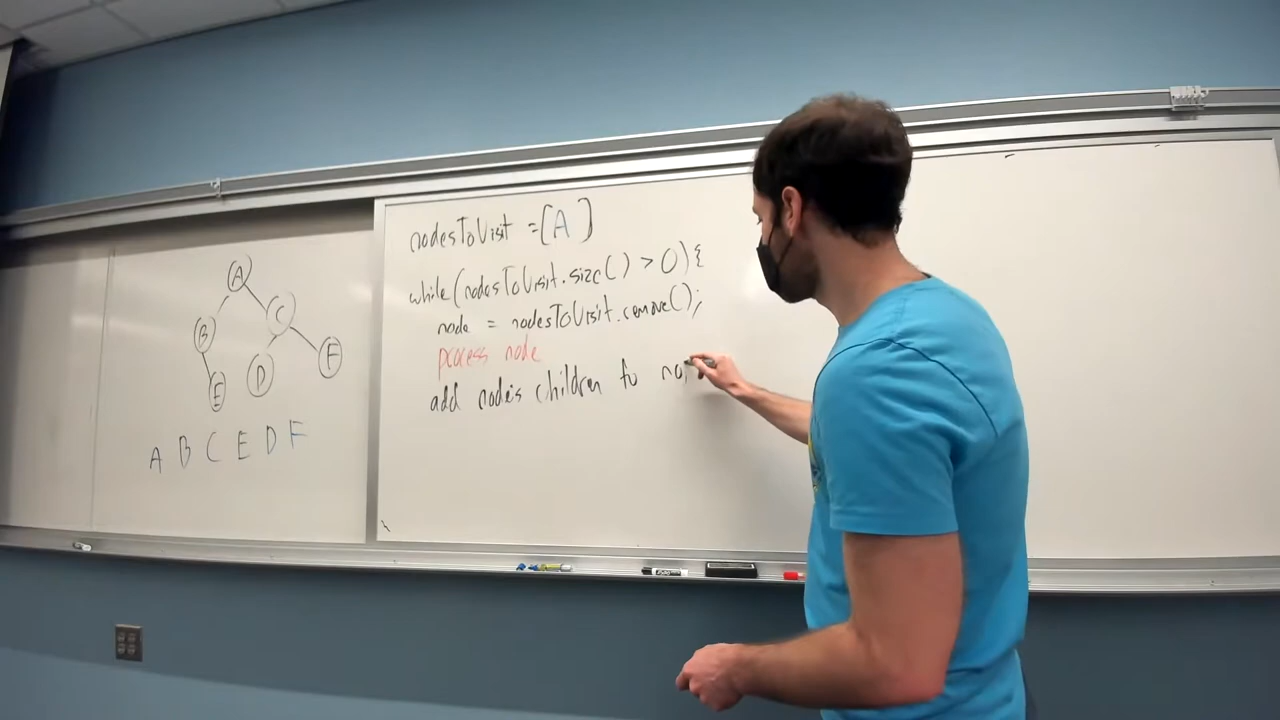 nodesToVisit = [A]
while(nodesToVisit.size() > 0) {
node = nodesToVisit.remove();
process node
add node's children to no
A
B
C
E
D
F
A B C E D F